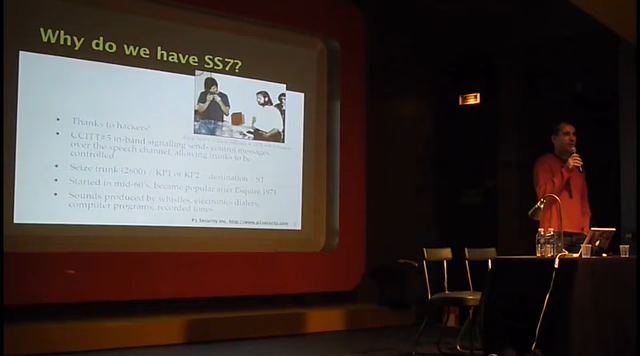 Why do we have SS7?
Thanks to hackers!
CCITT#5 in-band signalling sends control messages
over the speech channel, allowing trunks to be
controlled
Seize trunk (2600) / KP1 or KP2 / destination / ST
Started in mid-60's, became popular after Esquire 1971
Sounds produced by whistles, electronics dialers,
computer programs, recorded tones
P1 Security Inc, http://www.p1security.com